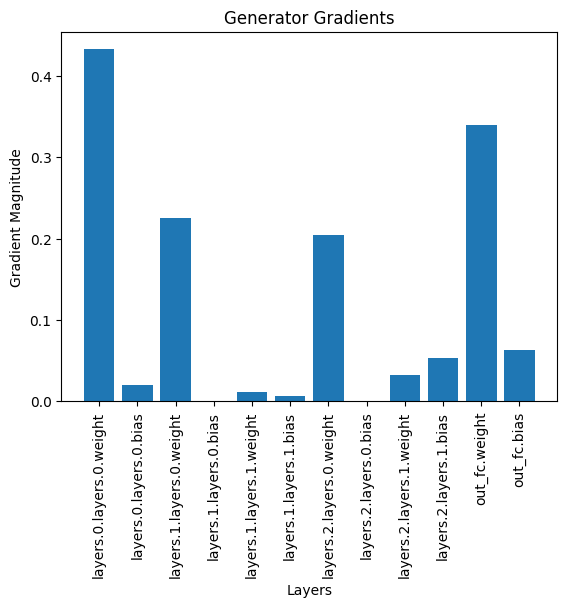 Generator Gradients
Gradient Magnitude
0.4
0.3
0.2
0.1
0.0
layers.0.layers.0.weight
layers.0.layers.0.bias
layers.1.layers.0.weight
layers.1.layers.0.bias
layers.1.layers.1.weight
layers.1.layers.1.bias
layers.2.layers.0.weight
layers.2.layers.0.bias
layers.2.layers.1.weight
layers.2.layers.1.bias
out_fc.weight
out_fc.bias
Layers